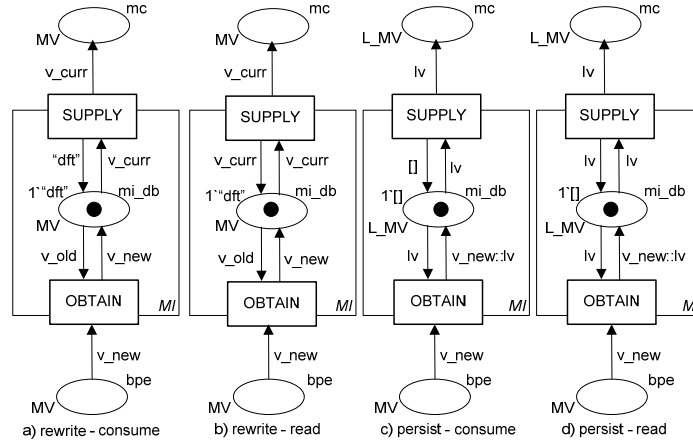 mc mc mc mc
MV MV L_MV L_MV
v_curr v_curr lv lv
SUPPLY SUPPLY SUPPLY SUPPLY
“dft” v_curr v_curr v_curr [] lv lv lv
1`“dft” mi_db 1`“dft” mi_db 1`[] mi_db 1`[] mi_db
MV MV L_MV L_MV
v_old v_new v_old v_new lv v_new::lv lv v_new::lv
OBTAIN MI OBTAIN MI OBTAIN MI OBTAIN MI
v_new v_new v_new v_new
bpe bpe bpe bpe
MV MV MV MV
a) rewrite - consume b) rewrite - read c) persist - consume d) persist - read